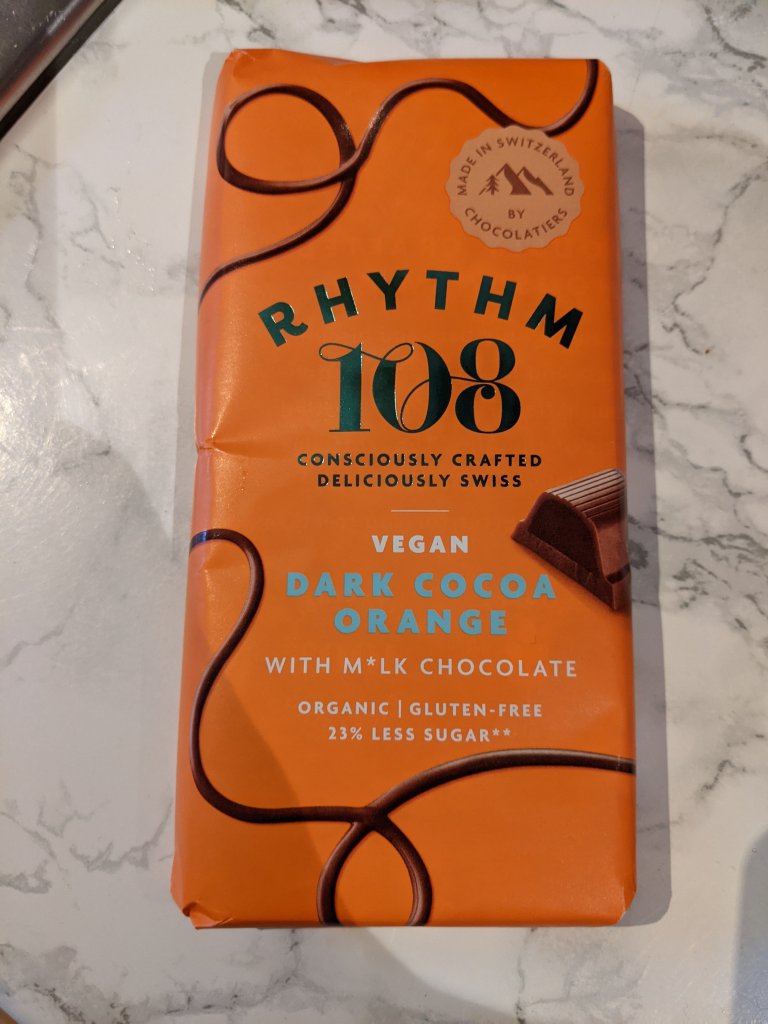 MADE IN SWITZERLAND
BY
CHOCOLATIERS
RHYTHM
108
CONSCIOUSLY CRAFTED
DELICIOUSLY SWISS
VEGAN
DARK COCOA
ORANGE
WITH M*LK CHOCOLATE
ORGANIC | GLUTEN-FREE
23% LESS SUGAR**